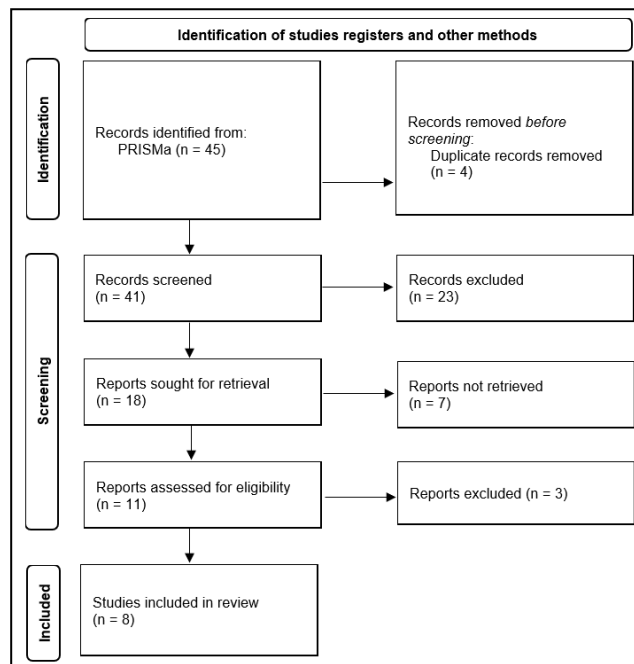 Identification of studies registers and other methods
Identification
Records identified from:
PRISMa (n = 45)
Records removed before
screening:
Duplicate records removed
(n = 4)
Screening
Records screened
(n = 41)
Records excluded
(n = 23)
Reports sought for retrieval
(n = 18)
Reports not retrieved
(n = 7)
Reports assessed for eligibility
(n = 11)
Reports excluded (n = 3)
Included
Studies included in review
(n = 8)